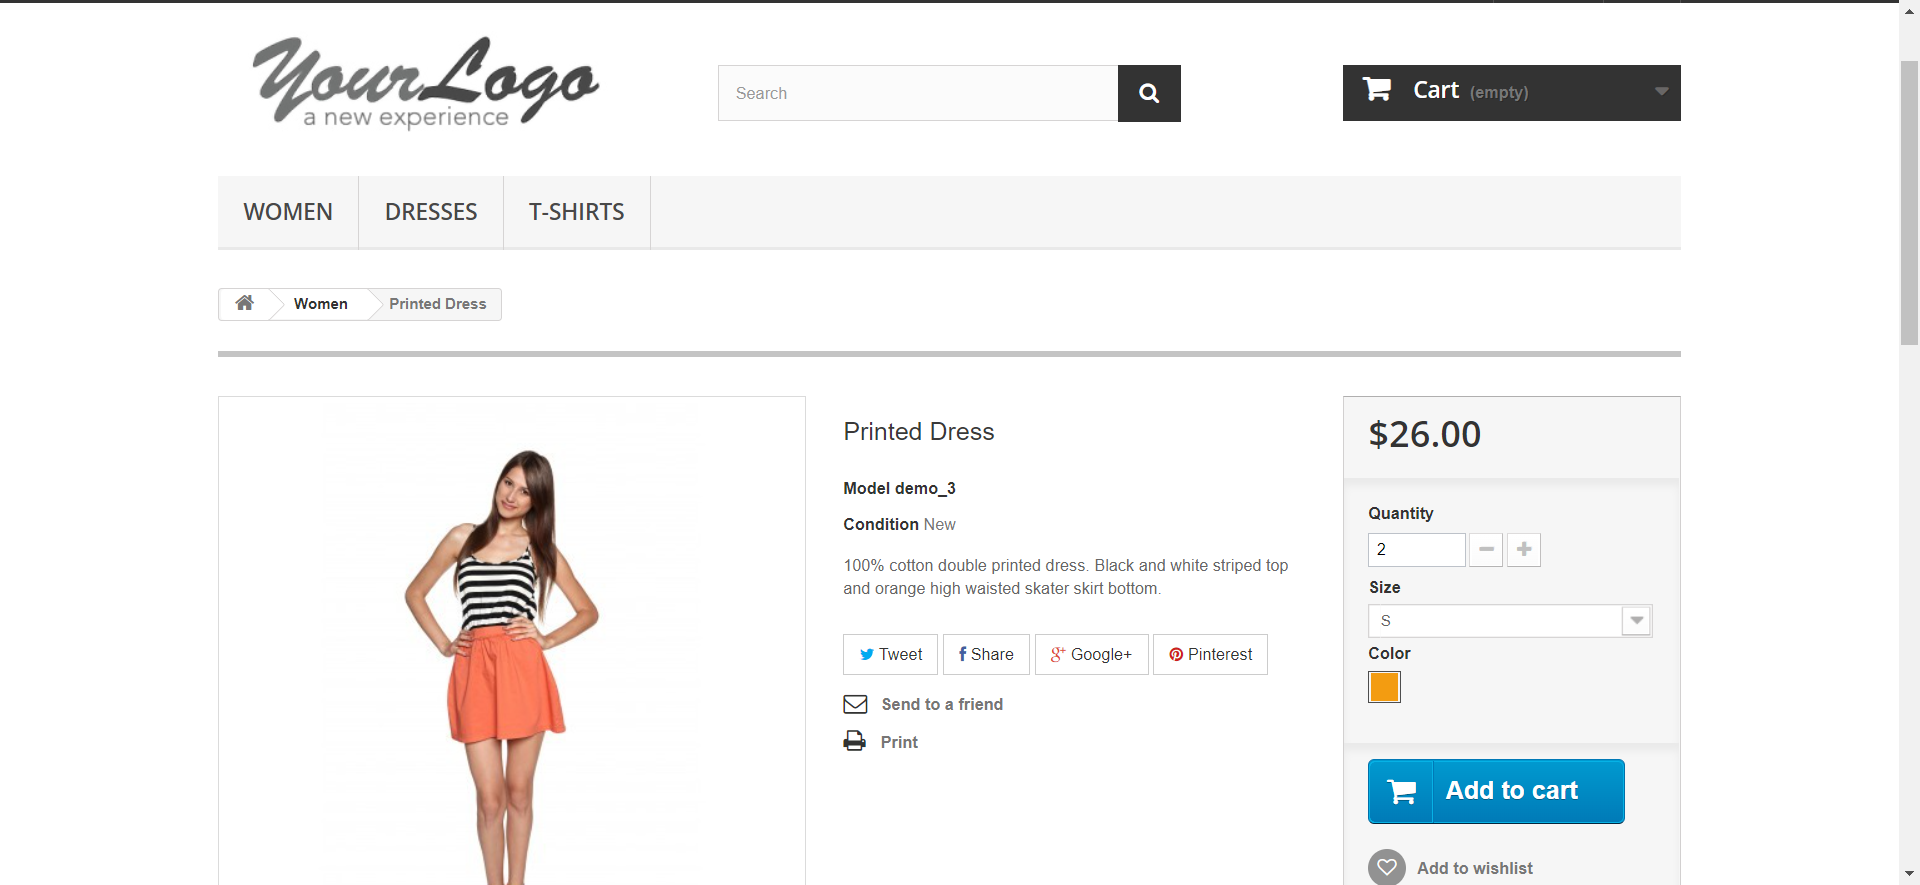 YourLogo
a new experience
Search
Cart (empty)
WOMEN
DRESSES
T-SHIRTS
Women
Printed Dress
Printed Dress
Model demo_3
Condition New
100% cotton double printed dress. Black and white striped top
and orange high waisted skater skirt bottom.
Tweet
Share
Google+
Pinterest
Send to a friend
Print
$26.00
Quantity
2
Size
S
Color
Add to cart
Add to wishlist